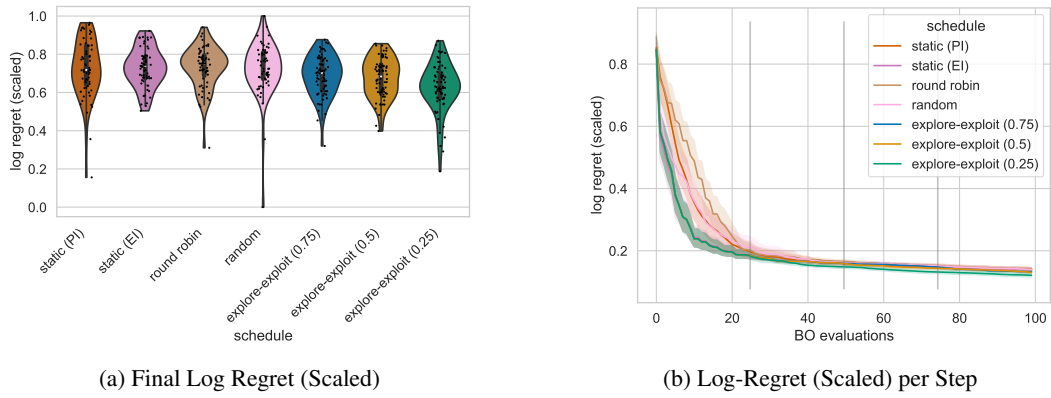 1.0
0.8
0.6
0.4
0.2
0.0
log regret (scaled)
static (PI)
static (EI)
round robin
random
explore-exploit (0.75)
explore-exploit (0.5)
explore-exploit (0.25)
schedule
(a) Final Log Regret (Scaled)
0.8
0.6
0.4
0.2
log regret (scaled)
schedule
static (PI)
static (EI)
round robin
random
explore-exploit (0.75)
explore-exploit (0.5)
explore-exploit (0.25)
0 20 40 60 80 100
BO evaluations
(b) Log-Regret (Scaled) per Step